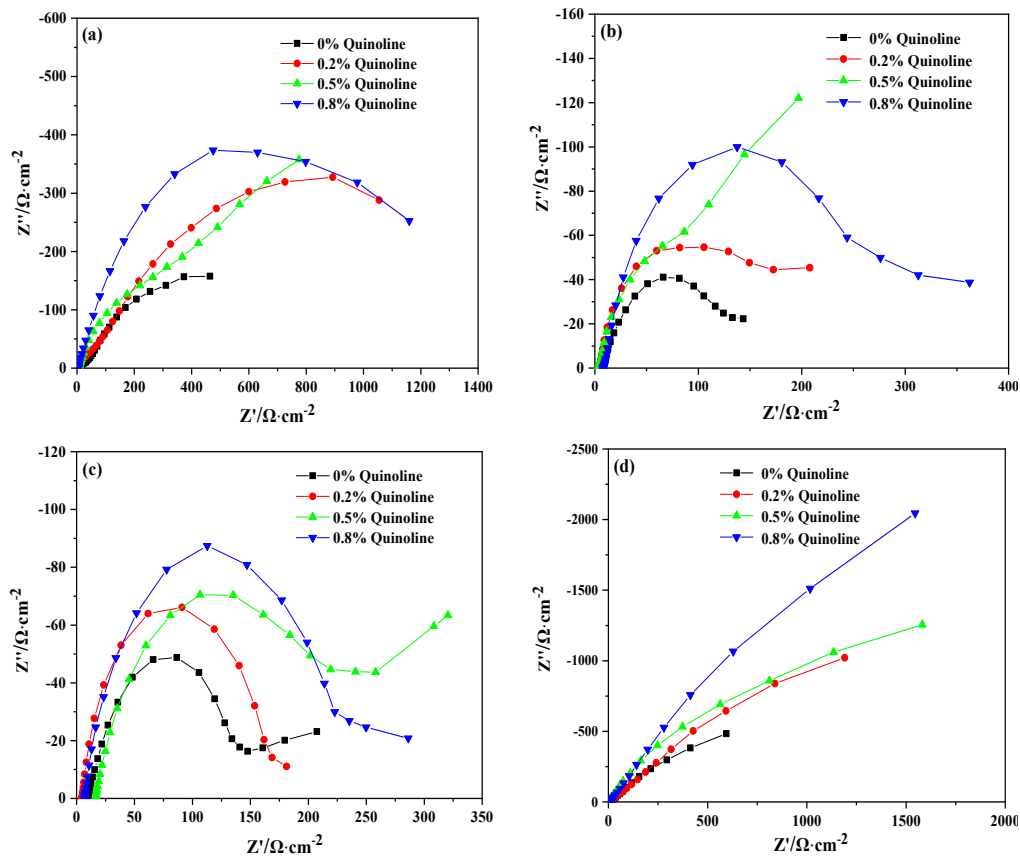 (a)
0% Quinoline
0.2% Quinoline
0.5% Quinoline
0.8% Quinoline
-600
-500
-400
-300
-200
-100
0
0 200 400 600 800 1000 1200 1400
Z''/Ω·cm-2
Z'/Ω·cm-2
(b)
0% Quinoline
0.2% Quinoline
0.5% Quinoline
0.8% Quinoline
-160
-140
-120
-100
-80
-60
-40
-20
0
0 100 200 300 400
Z''/Ω·cm-2
Z'/Ω·cm-2
(c)
0% Quinoline
0.2% Quinoline
0.5% Quinoline
0.8% Quinoline
-120
-100
-80
-60
-40
-20
0
0 50 100 150 200 250 300 350
Z''/Ω·cm-2
Z'/Ω·cm-2
(d)
0% Quinoline
0.2% Quinoline
0.5% Quinoline
0.8% Quinoline
-2500
-2000
-1500
-1000
-500
0
0 500 1000 1500 2000
Z''/Ω·cm-2
Z'/Ω·cm-2